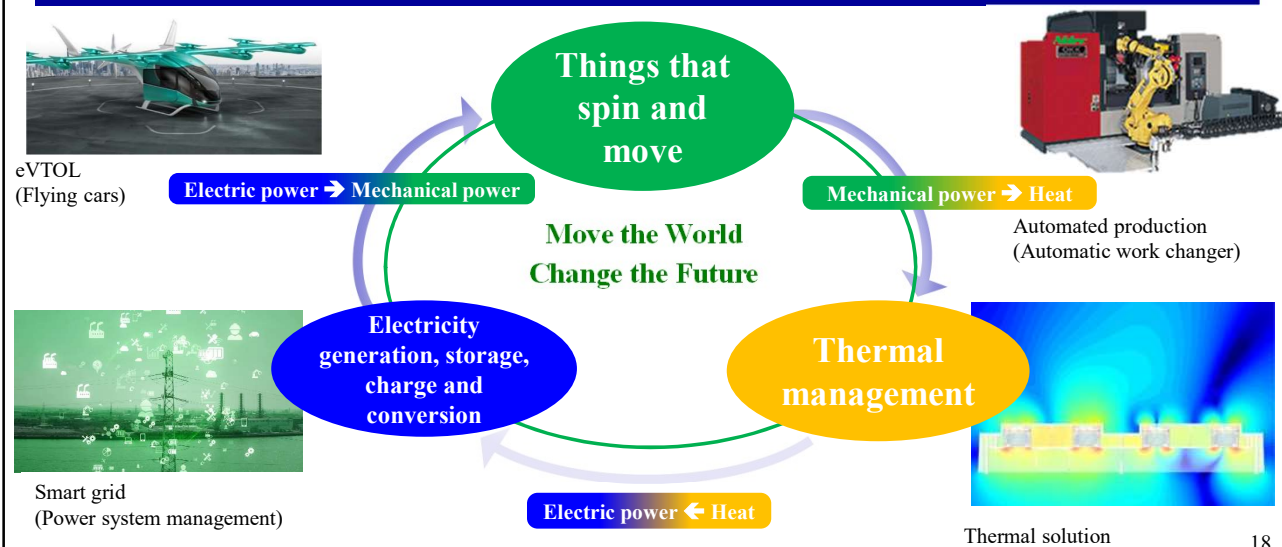 Things that
spin and
move
eVTOL
(Flying cars)
Electric power ➔ Mechanical power
Mechanical power ➔ Heat
Automated production
(Automatic work changer)
Move the World
Change the Future
Electricity
generation, storage,
charge and
conversion
Thermal
management
Smart grid
(Power system management)
Electric power 🡸 Heat
Thermal solution
18